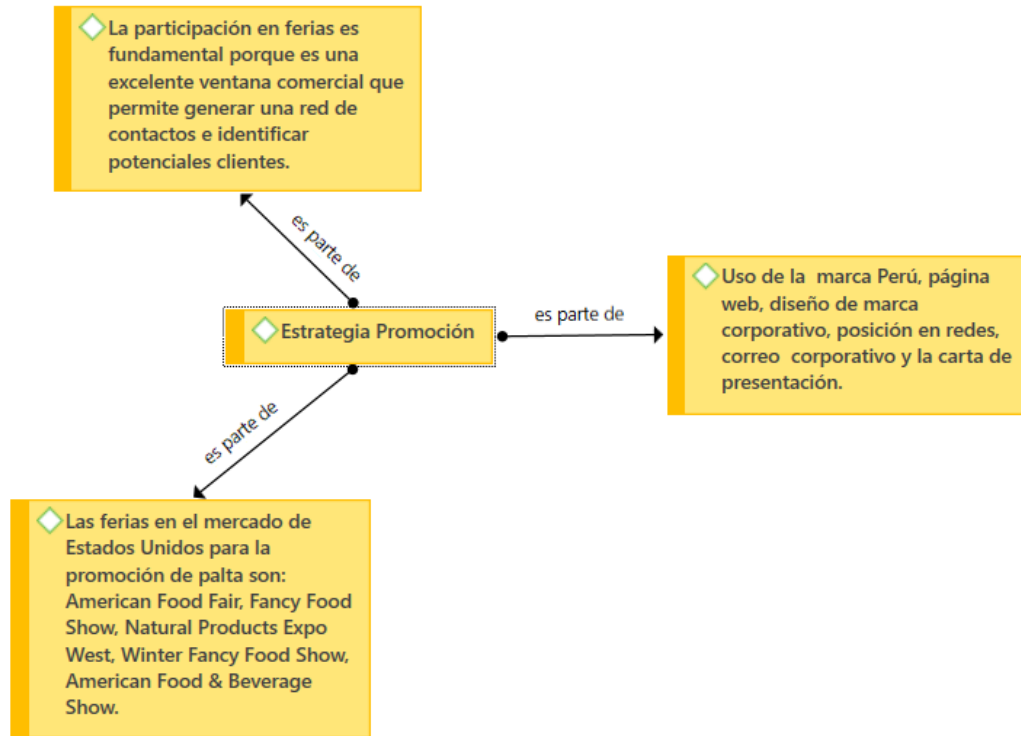 La participación en ferias es
fundamental porque es una
excelente ventana comercial que
permite generar una red de
contactos e identificar
potenciales clientes.
es parte de
Estrategia Promoción
es parte de
Uso de la marca Perú, página
web, diseño de marca
corporativo, posición en redes,
correo corporativo y la carta de
presentación.
es parte de
Las ferias en el mercado de
Estados Unidos para la
promoción de palta son:
American Food Fair, Fancy Food
Show, Natural Products Expo
West, Winter Fancy Food Show,
American Food & Beverage
Show.